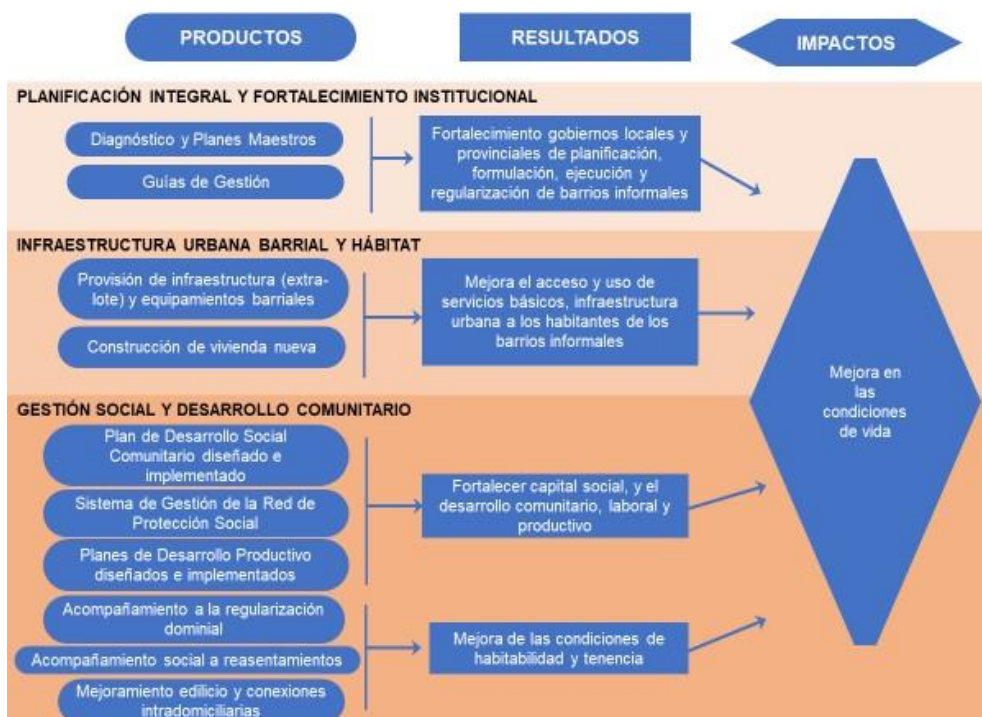 PRODUCTOS
RESULTADOS
IMPACTOS
PLANIFICACIÓN INTEGRAL Y FORTALECIMIENTO INSTITUCIONAL
Diagnóstico y Planes Maestros
Guías de Gestión
Fortalecimiento gobiernos locales y
provinciales de planificación,
formulación, ejecución y
regularización de barrios informales
INFRAESTRUCTURA URBANA BARRIAL Y HÁBITAT
Provisión de infraestructura (extra-
lote) y equipamientos barriales
Construcción de vivienda nueva
Mejora el acceso y uso de
servicios básicos, infraestructura
urbana a los habitantes de los
barrios informales
GESTIÓN SOCIAL Y DESARROLLO COMUNITARIO
Plan de Desarrollo Social
Comunitario diseñado e
implementado
Sistema de Gestión de la Red de
Protección Social
Planes de Desarrollo Productivo
diseñados e implementados
Fortalecer capital social, y el
desarrollo comunitario, laboral y
productivo
Acompañamiento a la regularización
dominial
Acompañamiento social a reasentamientos
Mejoramiento edilicio y conexiones
intradomiciliarias
Mejora de las condiciones de
habitabilidad y tenencia
Mejora en
las
condiciones
de vida